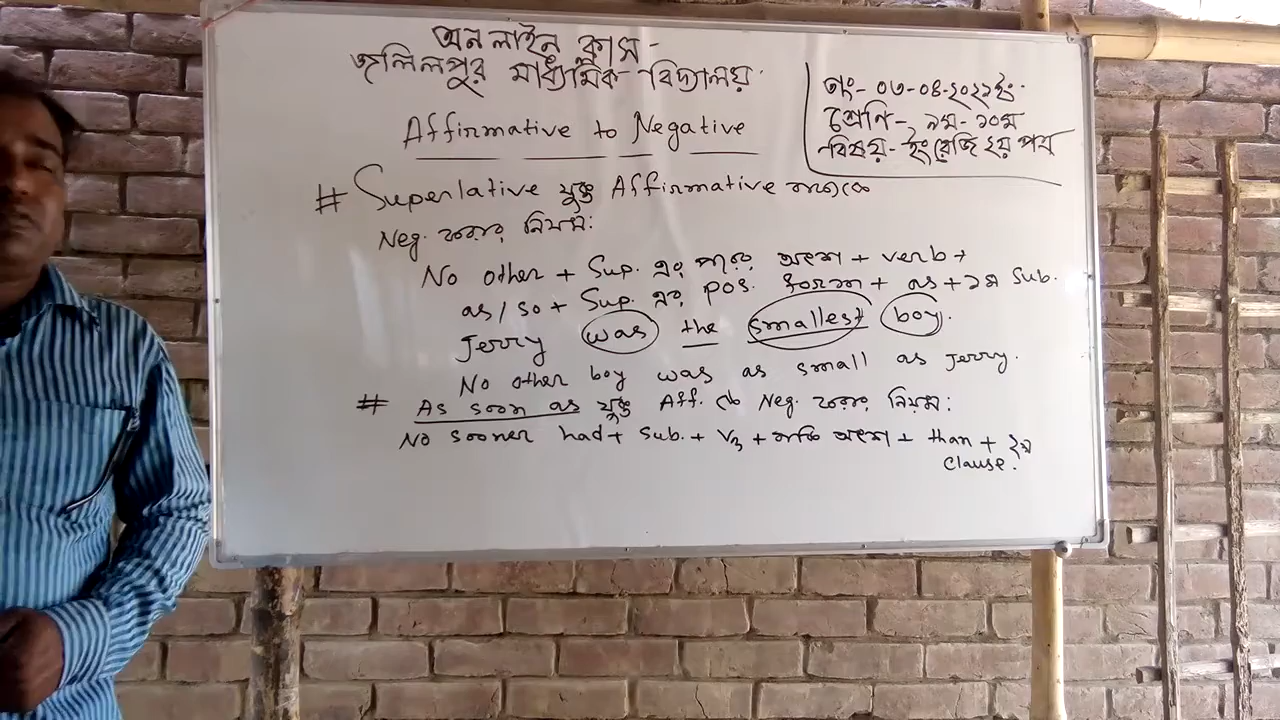 অনলাইন ক্লাস -
জলিলপুর মাধ্যমিক বিদ্যালয়
তাং- ০৩-০৪-২০২১ইং
শ্রেণি- ৯ম- ১০ম
বিষয়- ইংরেজি ২য় পত্র
Affirmative to Negative
# Superlative যুক্ত Affirmative বাক্যকে
Neg. করার নিয়ম:
No other + Sup. এর পরের অংশ + verb +
as/so + Sup. এর pos. form + as + ১ম Sub.
Jerry was the smallest boy.
No other boy was as small as Jerry.
# As soon as যুক্ত Aff. কে Neg. করার নিয়ম:
No sooner had + Sub. + V3 + বাকি অংশ + than + ২য়
clause.